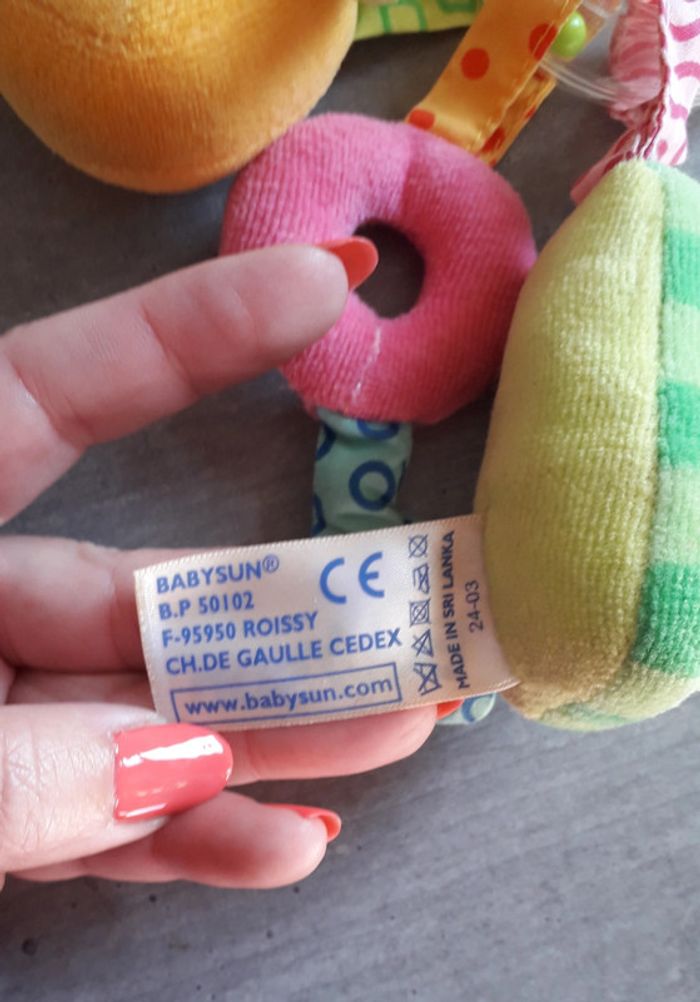 BABYSUN®
B.P 50102
F-95950 ROISSY
CH.DE GAULLE CEDEX
www.babysun.com
CE
MADE IN SRI LANKA
24-03